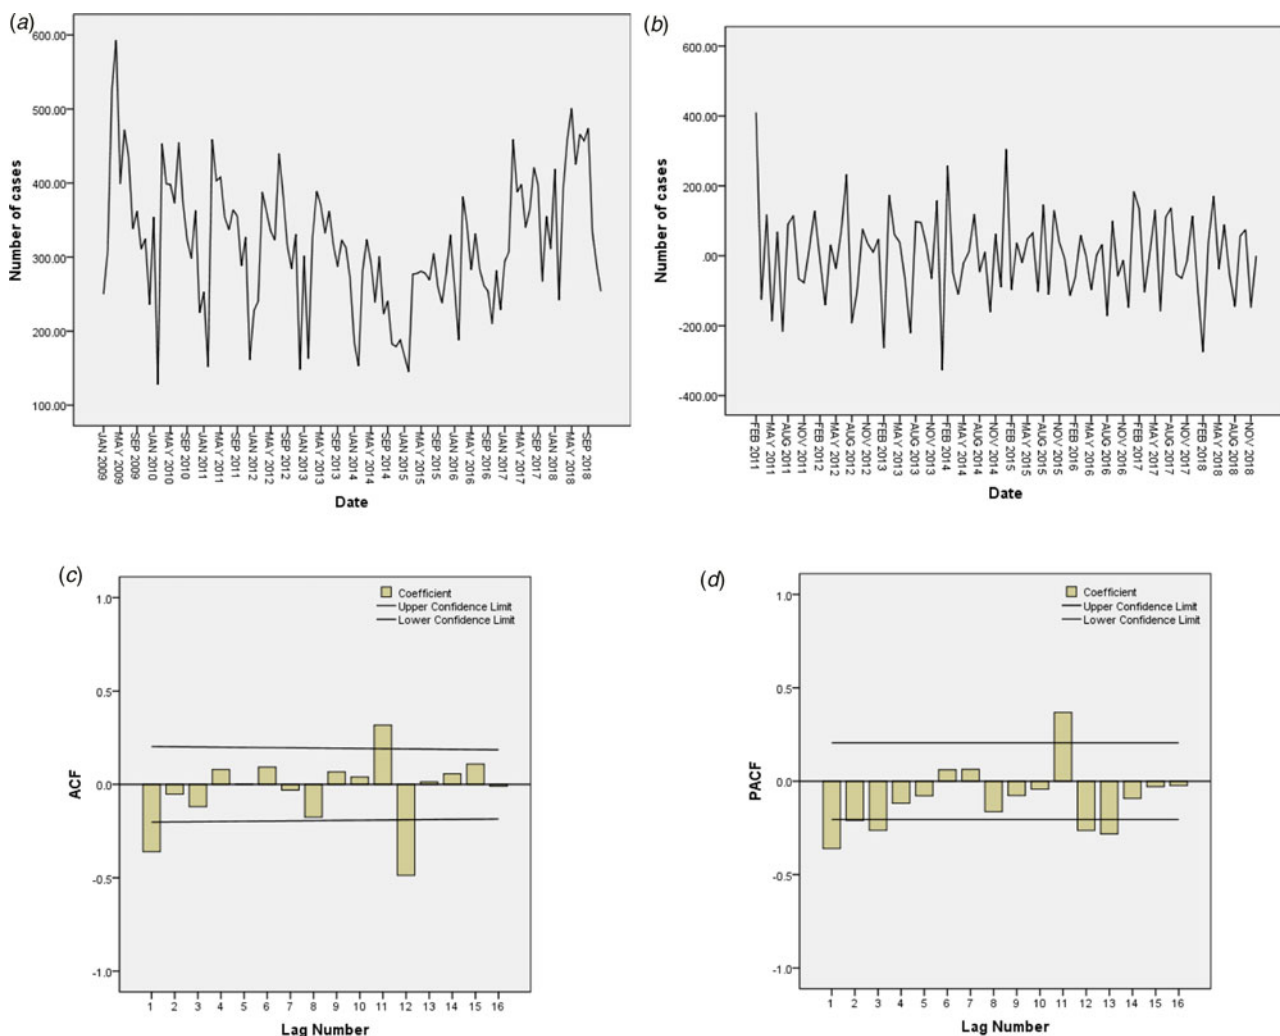 (a)
600.00
500.00
400.00
300.00
200.00
100.00
Number of cases
JAN 2009
MAY 2009
SEP 2009
JAN 2010
MAY 2010
SEP 2010
JAN 2011
MAY 2011
SEP 2011
JAN 2012
MAY 2012
SEP 2012
JAN 2013
MAY 2013
SEP 2013
JAN 2014
MAY 2014
SEP 2014
JAN 2015
MAY 2015
SEP 2015
JAN 2016
MAY 2016
SEP 2016
JAN 2017
MAY 2017
SEP 2017
JAN 2018
MAY 2018
SEP 2018
Date
(b)
600.00
400.00
200.00
.00
-200.00
-400.00
Number of cases
FEB 2011
MAY 2011
AUG 2011
NOV 2011
FEB 2012
MAY 2012
AUG 2012
NOV 2012
FEB 2013
MAY 2013
AUG 2013
NOV 2013
FEB 2014
MAY 2014
AUG 2014
NOV 2014
FEB 2015
MAY 2015
AUG 2015
NOV 2015
FEB 2016
MAY 2016
AUG 2016
NOV 2016
FEB 2017
MAY 2017
AUG 2017
NOV 2017
FEB 2018
MAY 2018
AUG 2018
NOV 2018
Date
(c)
Coefficient
Upper Confidence Limit
Lower Confidence Limit
1.0
0.5
0.0
-0.5
-1.0
ACF
1 2 3 4 5 6 7 8 9 10 11 12 13 14 15 16
Lag Number
(d)
Coefficient
Upper Confidence Limit
Lower Confidence Limit
1.0
0.5
0.0
-0.5
-1.0
PACF
1 2 3 4 5 6 7 8 9 10 11 12 13 14 15 16
Lag Number